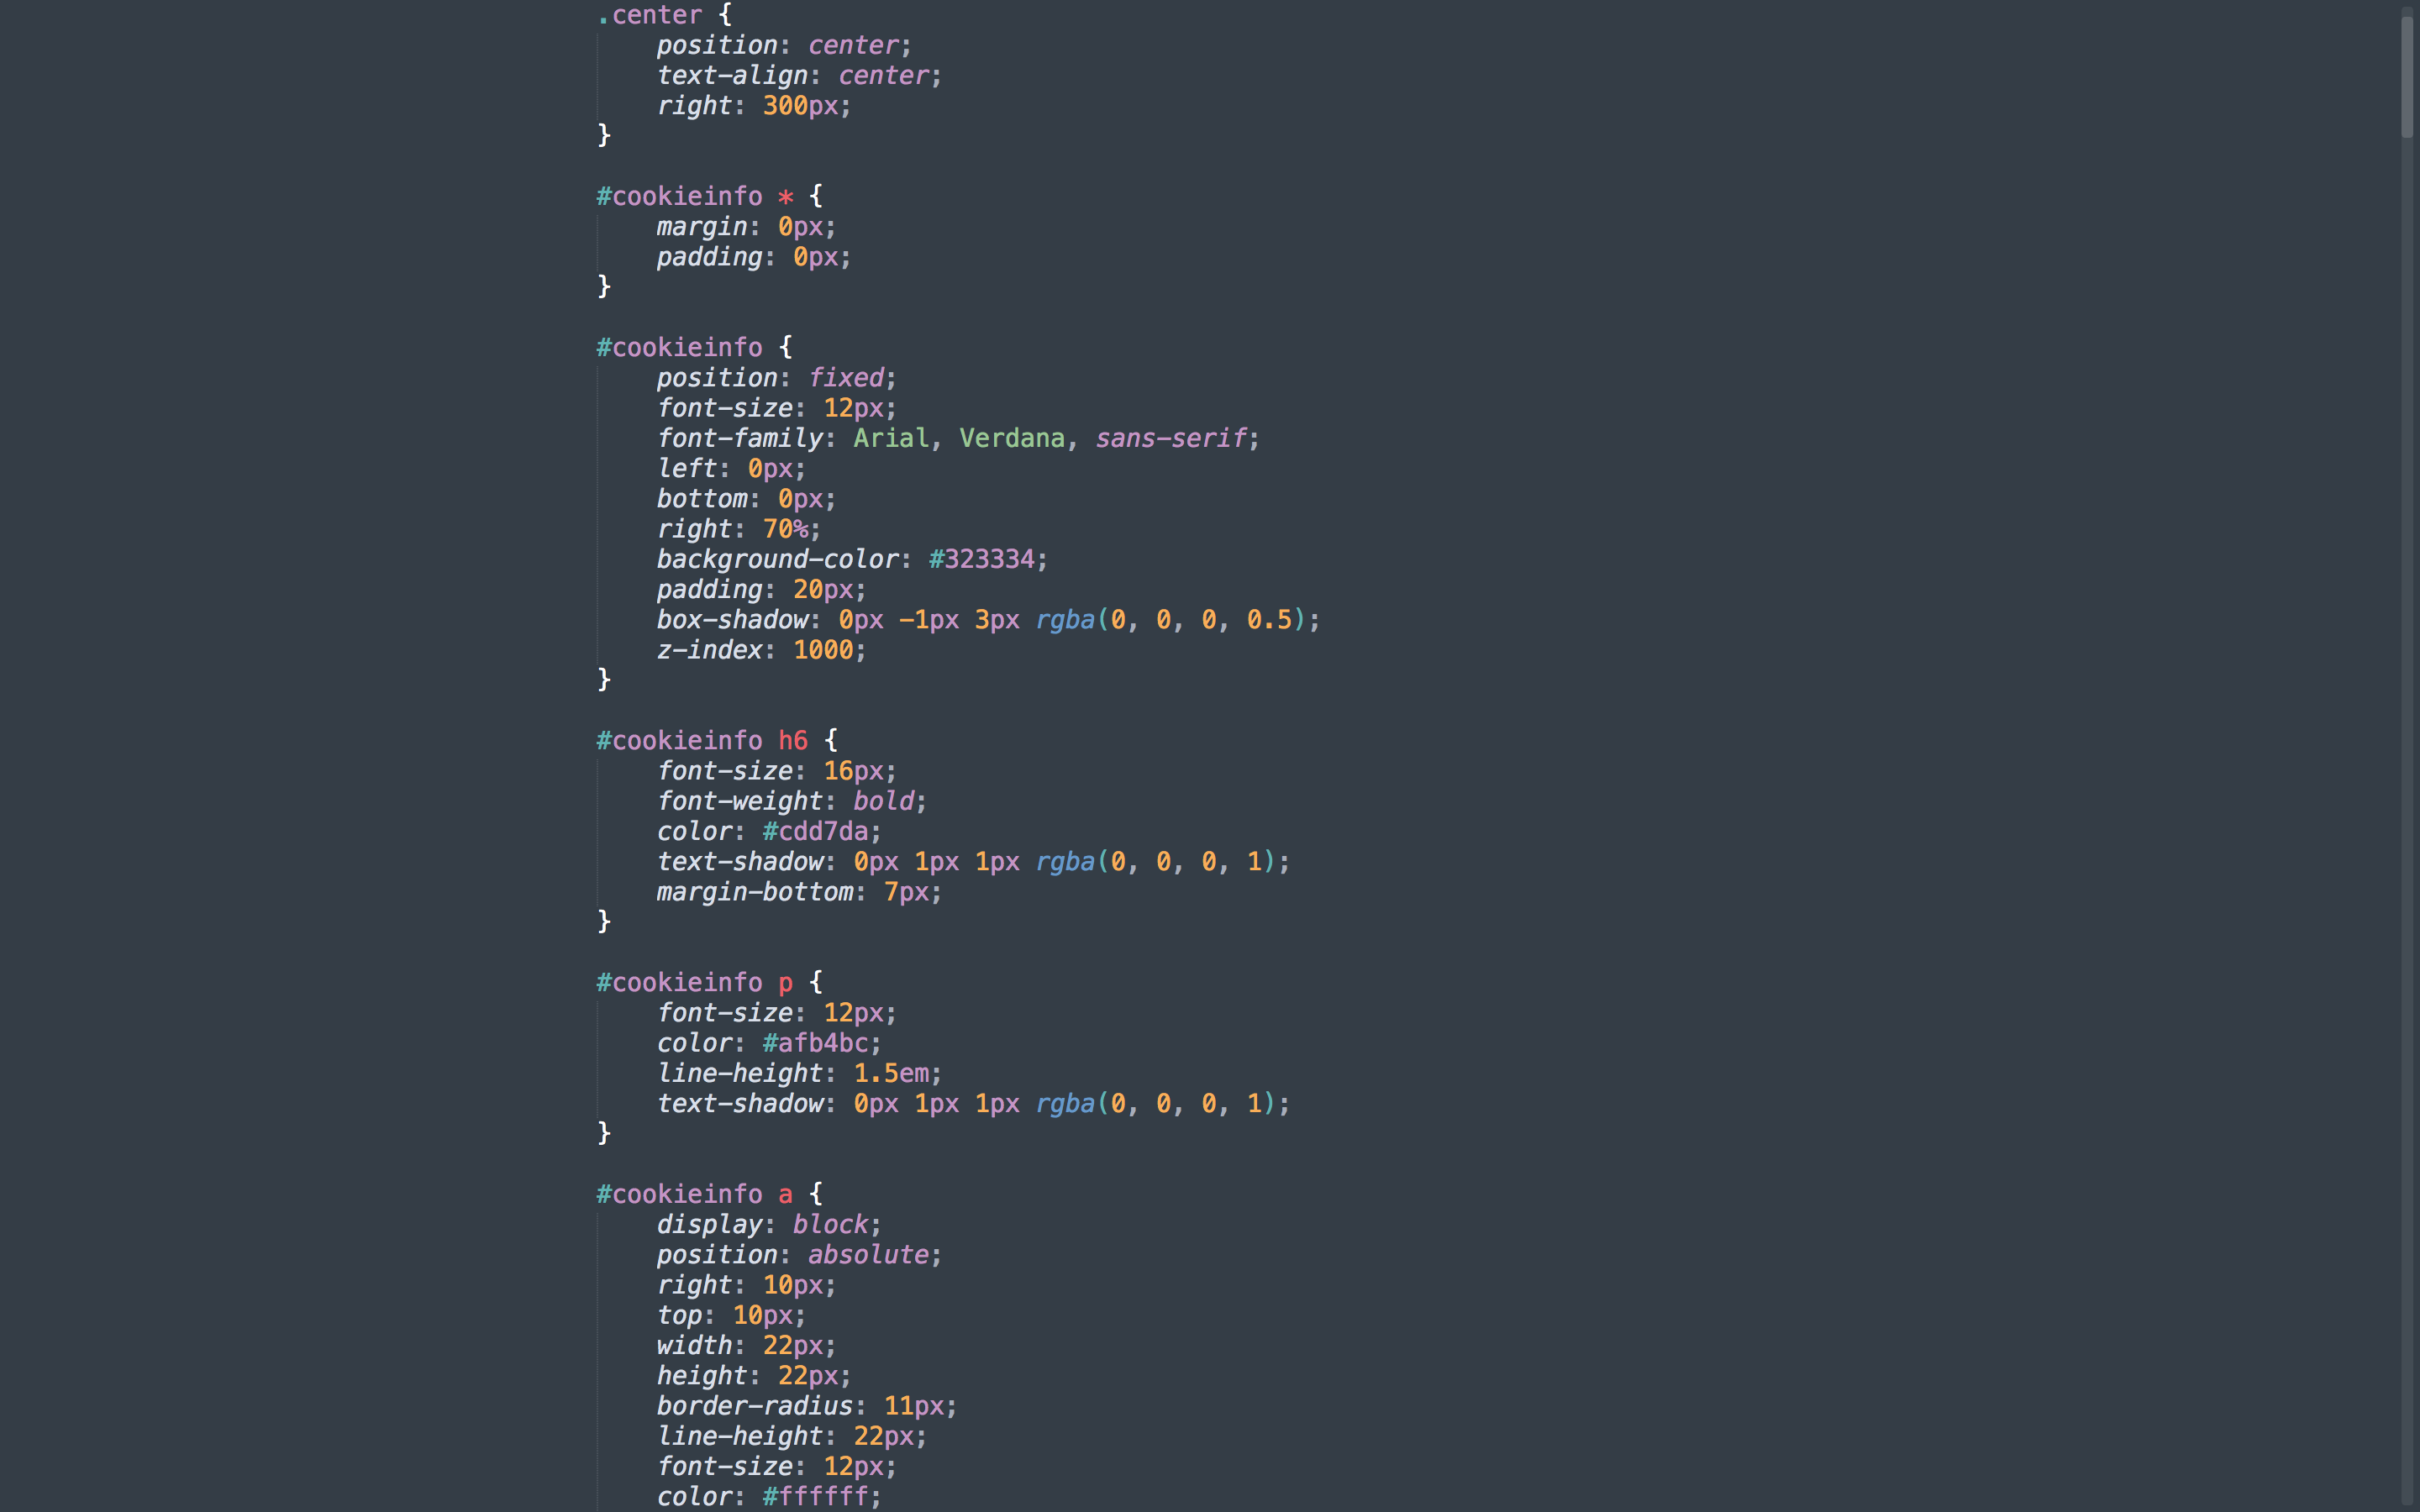 .center {
    position: center;
    text-align: center;
    right: 300px;
}

#cookieinfo * {
    margin: 0px;
    padding: 0px;
}

#cookieinfo {
    position: fixed;
    font-size: 12px;
    font-family: Arial, Verdana, sans-serif;
    left: 0px;
    bottom: 0px;
    right: 70%;
    background-color: #323334;
    padding: 20px;
    box-shadow: 0px -1px 3px rgba(0, 0, 0, 0.5);
    z-index: 1000;
}

#cookieinfo h6 {
    font-size: 16px;
    font-weight: bold;
    color: #cdd7da;
    text-shadow: 0px 1px 1px rgba(0, 0, 0, 1);
    margin-bottom: 7px;
}

#cookieinfo p {
    font-size: 12px;
    color: #afb4bc;
    line-height: 1.5em;
    text-shadow: 0px 1px 1px rgba(0, 0, 0, 1);
}

#cookieinfo a {
    display: block;
    position: absolute;
    right: 10px;
    top: 10px;
    width: 22px;
    height: 22px;
    border-radius: 11px;
    line-height: 22px;
    font-size: 12px;
    color: #ffffff;